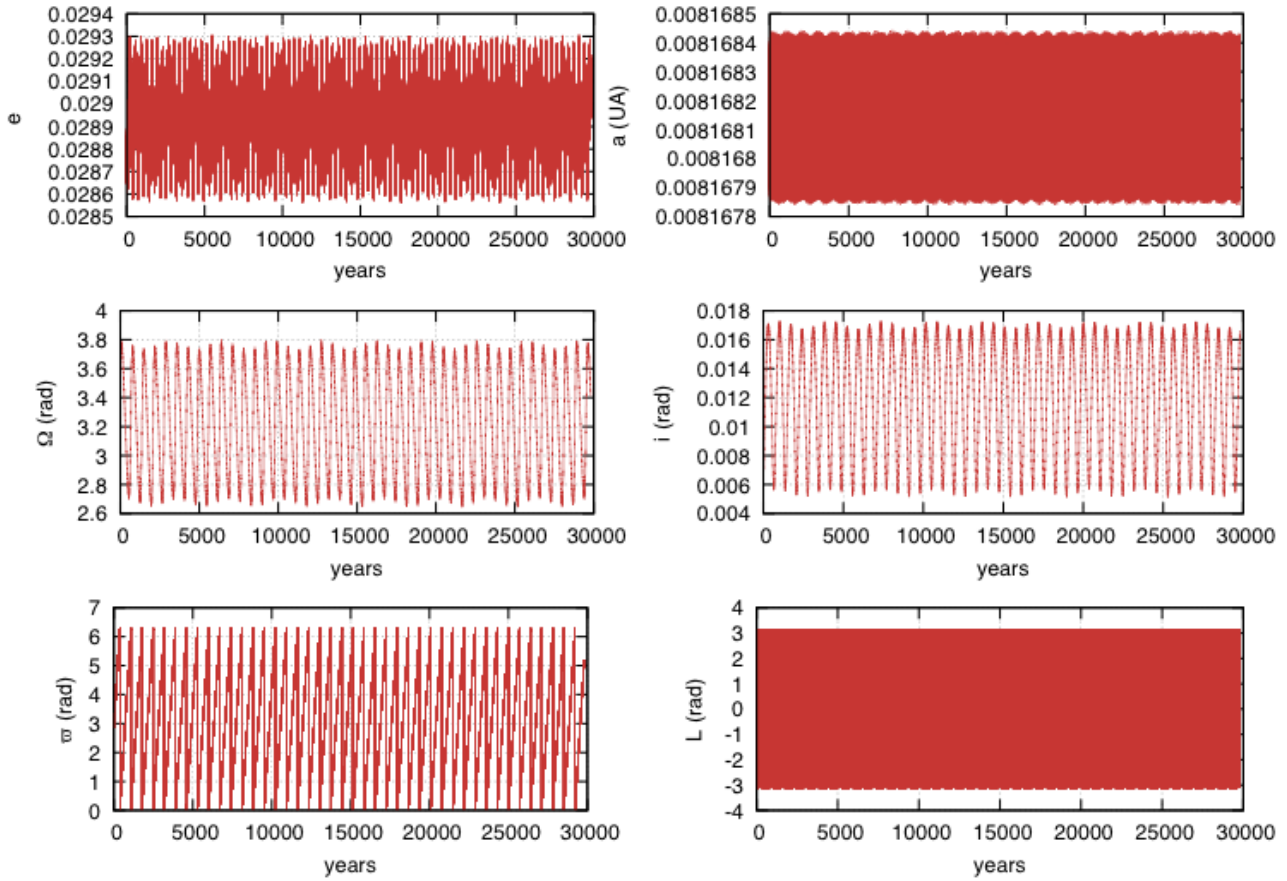 0.0294
0.0293
0.0292
0.0291
0.029
0.0289
0.0288
0.0287
0.0286
0.0285
e
0 5000 10000 15000 20000 25000 30000
years
0.0081685
0.0081684
0.0081683
0.0081682
0.0081681
0.008168
0.0081679
0.0081678
a (UA)
0 5000 10000 15000 20000 25000 30000
years
4
3.8
3.6
3.4
3.2
3
2.8
2.6
Ω (rad)
0 5000 10000 15000 20000 25000 30000
years
0.018
0.016
0.014
0.012
0.01
0.008
0.006
0.004
i (rad)
0 5000 10000 15000 20000 25000 30000
years
7
6
5
4
3
2
1
0
ϖ (rad)
0 5000 10000 15000 20000 25000 30000
years
4
3
2
1
0
-1
-2
-3
-4
L (rad)
0 5000 10000 15000 20000 25000 30000
years